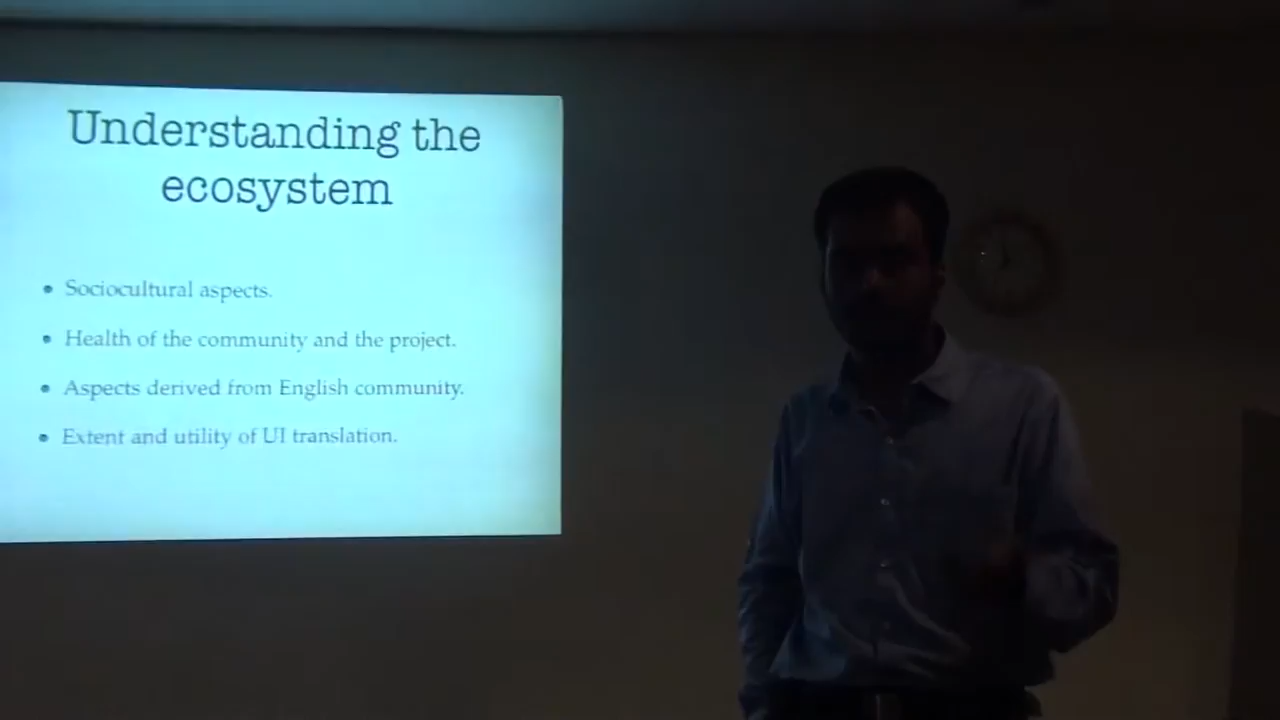 Understanding the
ecosystem
• Sociocultural aspects.
• Health of the community and the project.
• Aspects derived from English community.
• Extent and utility of UI translation.